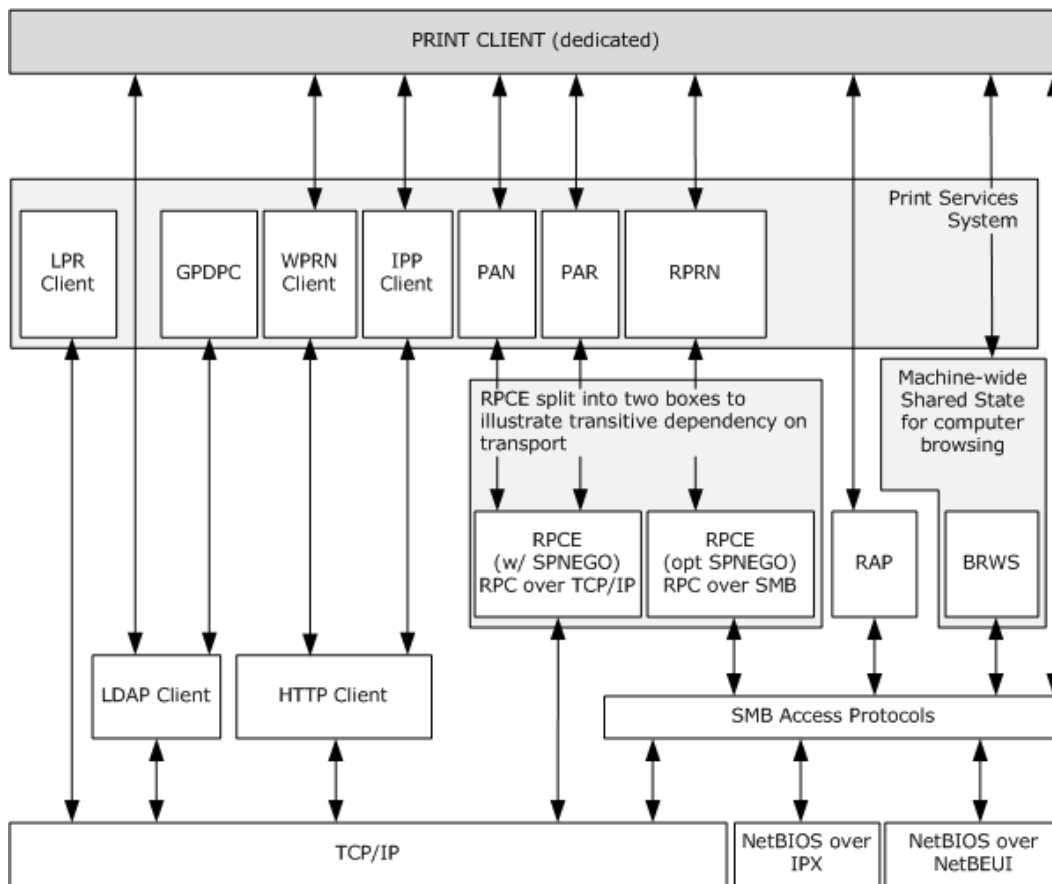 PRINT CLIENT (dedicated)
Print Services
System
LPR
Client
GPDPC
WPRN
Client
IPP
Client
PAN
PAR
RPRN
Machine-wide
Shared State
for computer
browsing
RPCE split into two boxes to
illustrate transitive dependency on
transport
RPCE
(w/ SPNEGO)
RPC over TCP/IP
RPCE
(opt SPNEGO)
RPC over SMB
RAP
BRWS
LDAP Client
HTTP Client
SMB Access Protocols
TCP/IP
NetBIOS over
IPX
NetBIOS over
NetBEUI